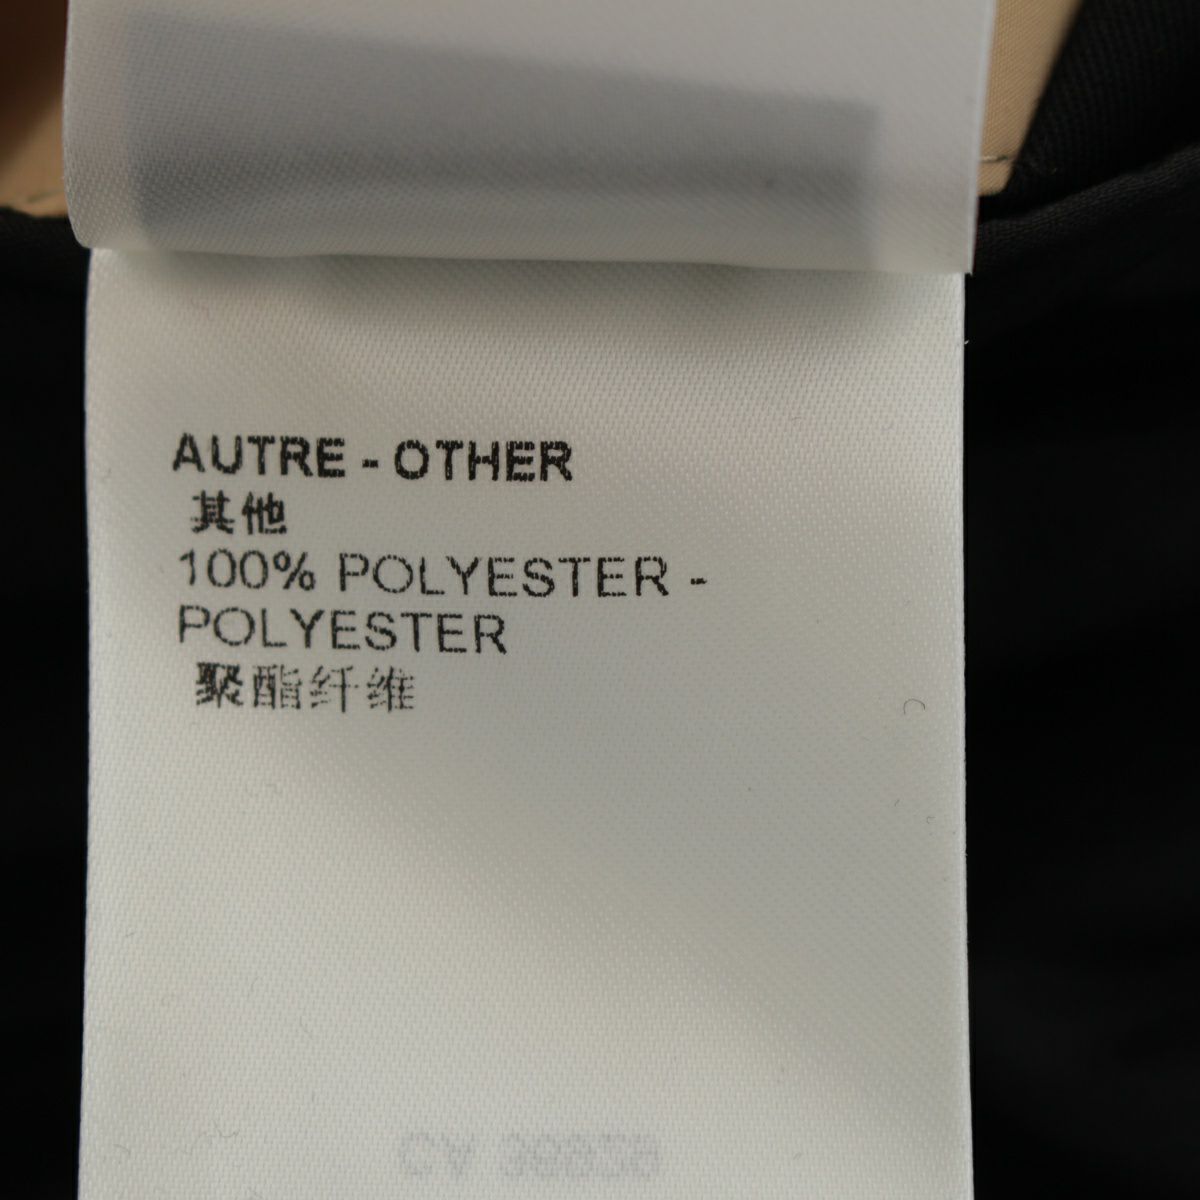 AUTRE - OTHER
其他
100% POLYESTER -
POLYESTER
聚酯纤维